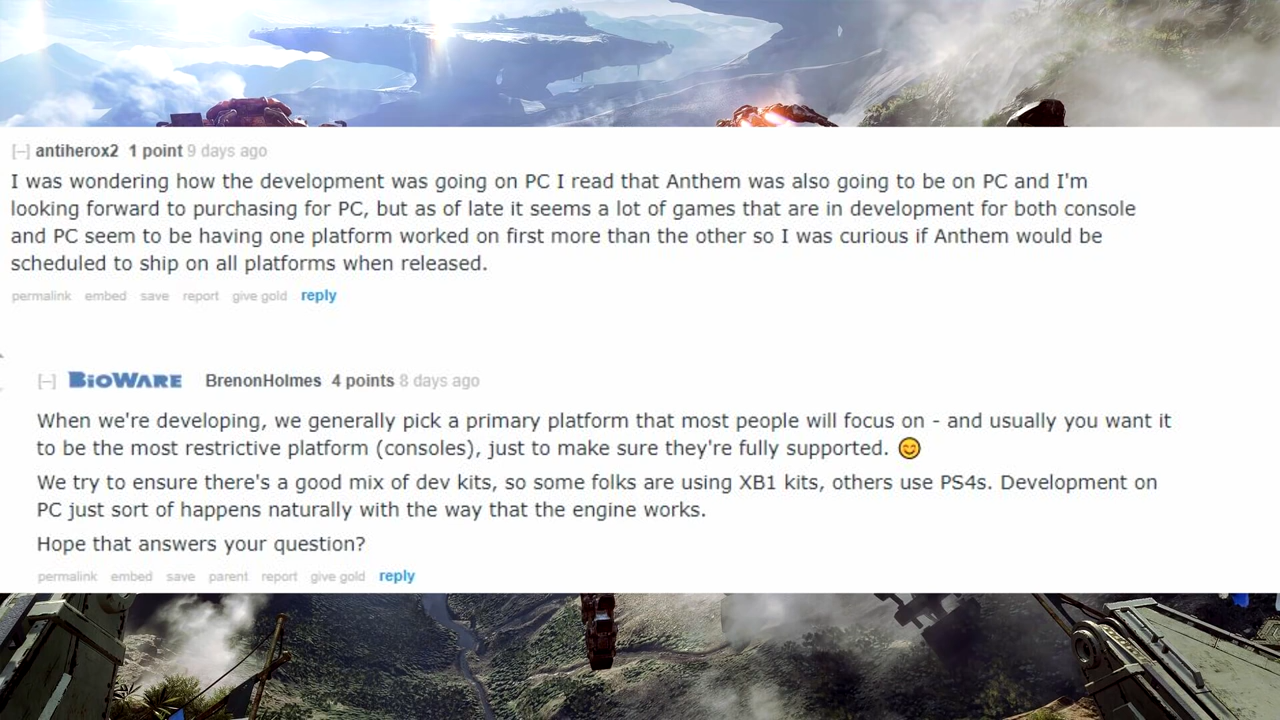 [–] antiherox2 1 point 9 days ago
I was wondering how the development was going on PC I read that Anthem was also going to be on PC and I'm
looking forward to purchasing for PC, but as of late it seems a lot of games that are in development for both console
and PC seem to be having one platform worked on first more than the other so I was curious if Anthem would be
scheduled to ship on all platforms when released.
permalink embed save report give gold reply
[–] BIOWARE BrenonHolmes 4 points 8 days ago
When we're developing, we generally pick a primary platform that most people will focus on - and usually you want it
to be the most restrictive platform (consoles), just to make sure they're fully supported. 😊
We try to ensure there's a good mix of dev kits, so some folks are using XB1 kits, others use PS4s. Development on
PC just sort of happens naturally with the way that the engine works.
Hope that answers your question?
permalink embed save parent report give gold reply